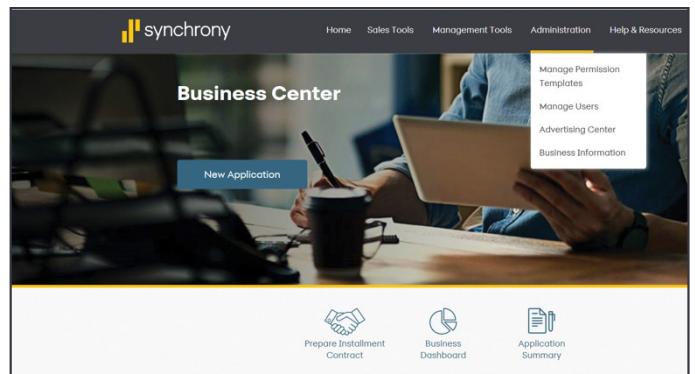 synchrony
Home Sales Tools Management Tools Administration Help & Resources
Manage Permission
Templates
Manage Users
Advertising Center
Business Information
Business Center
New Application
Prepare Installment
Contract
Business
Dashboard
Application
Summary